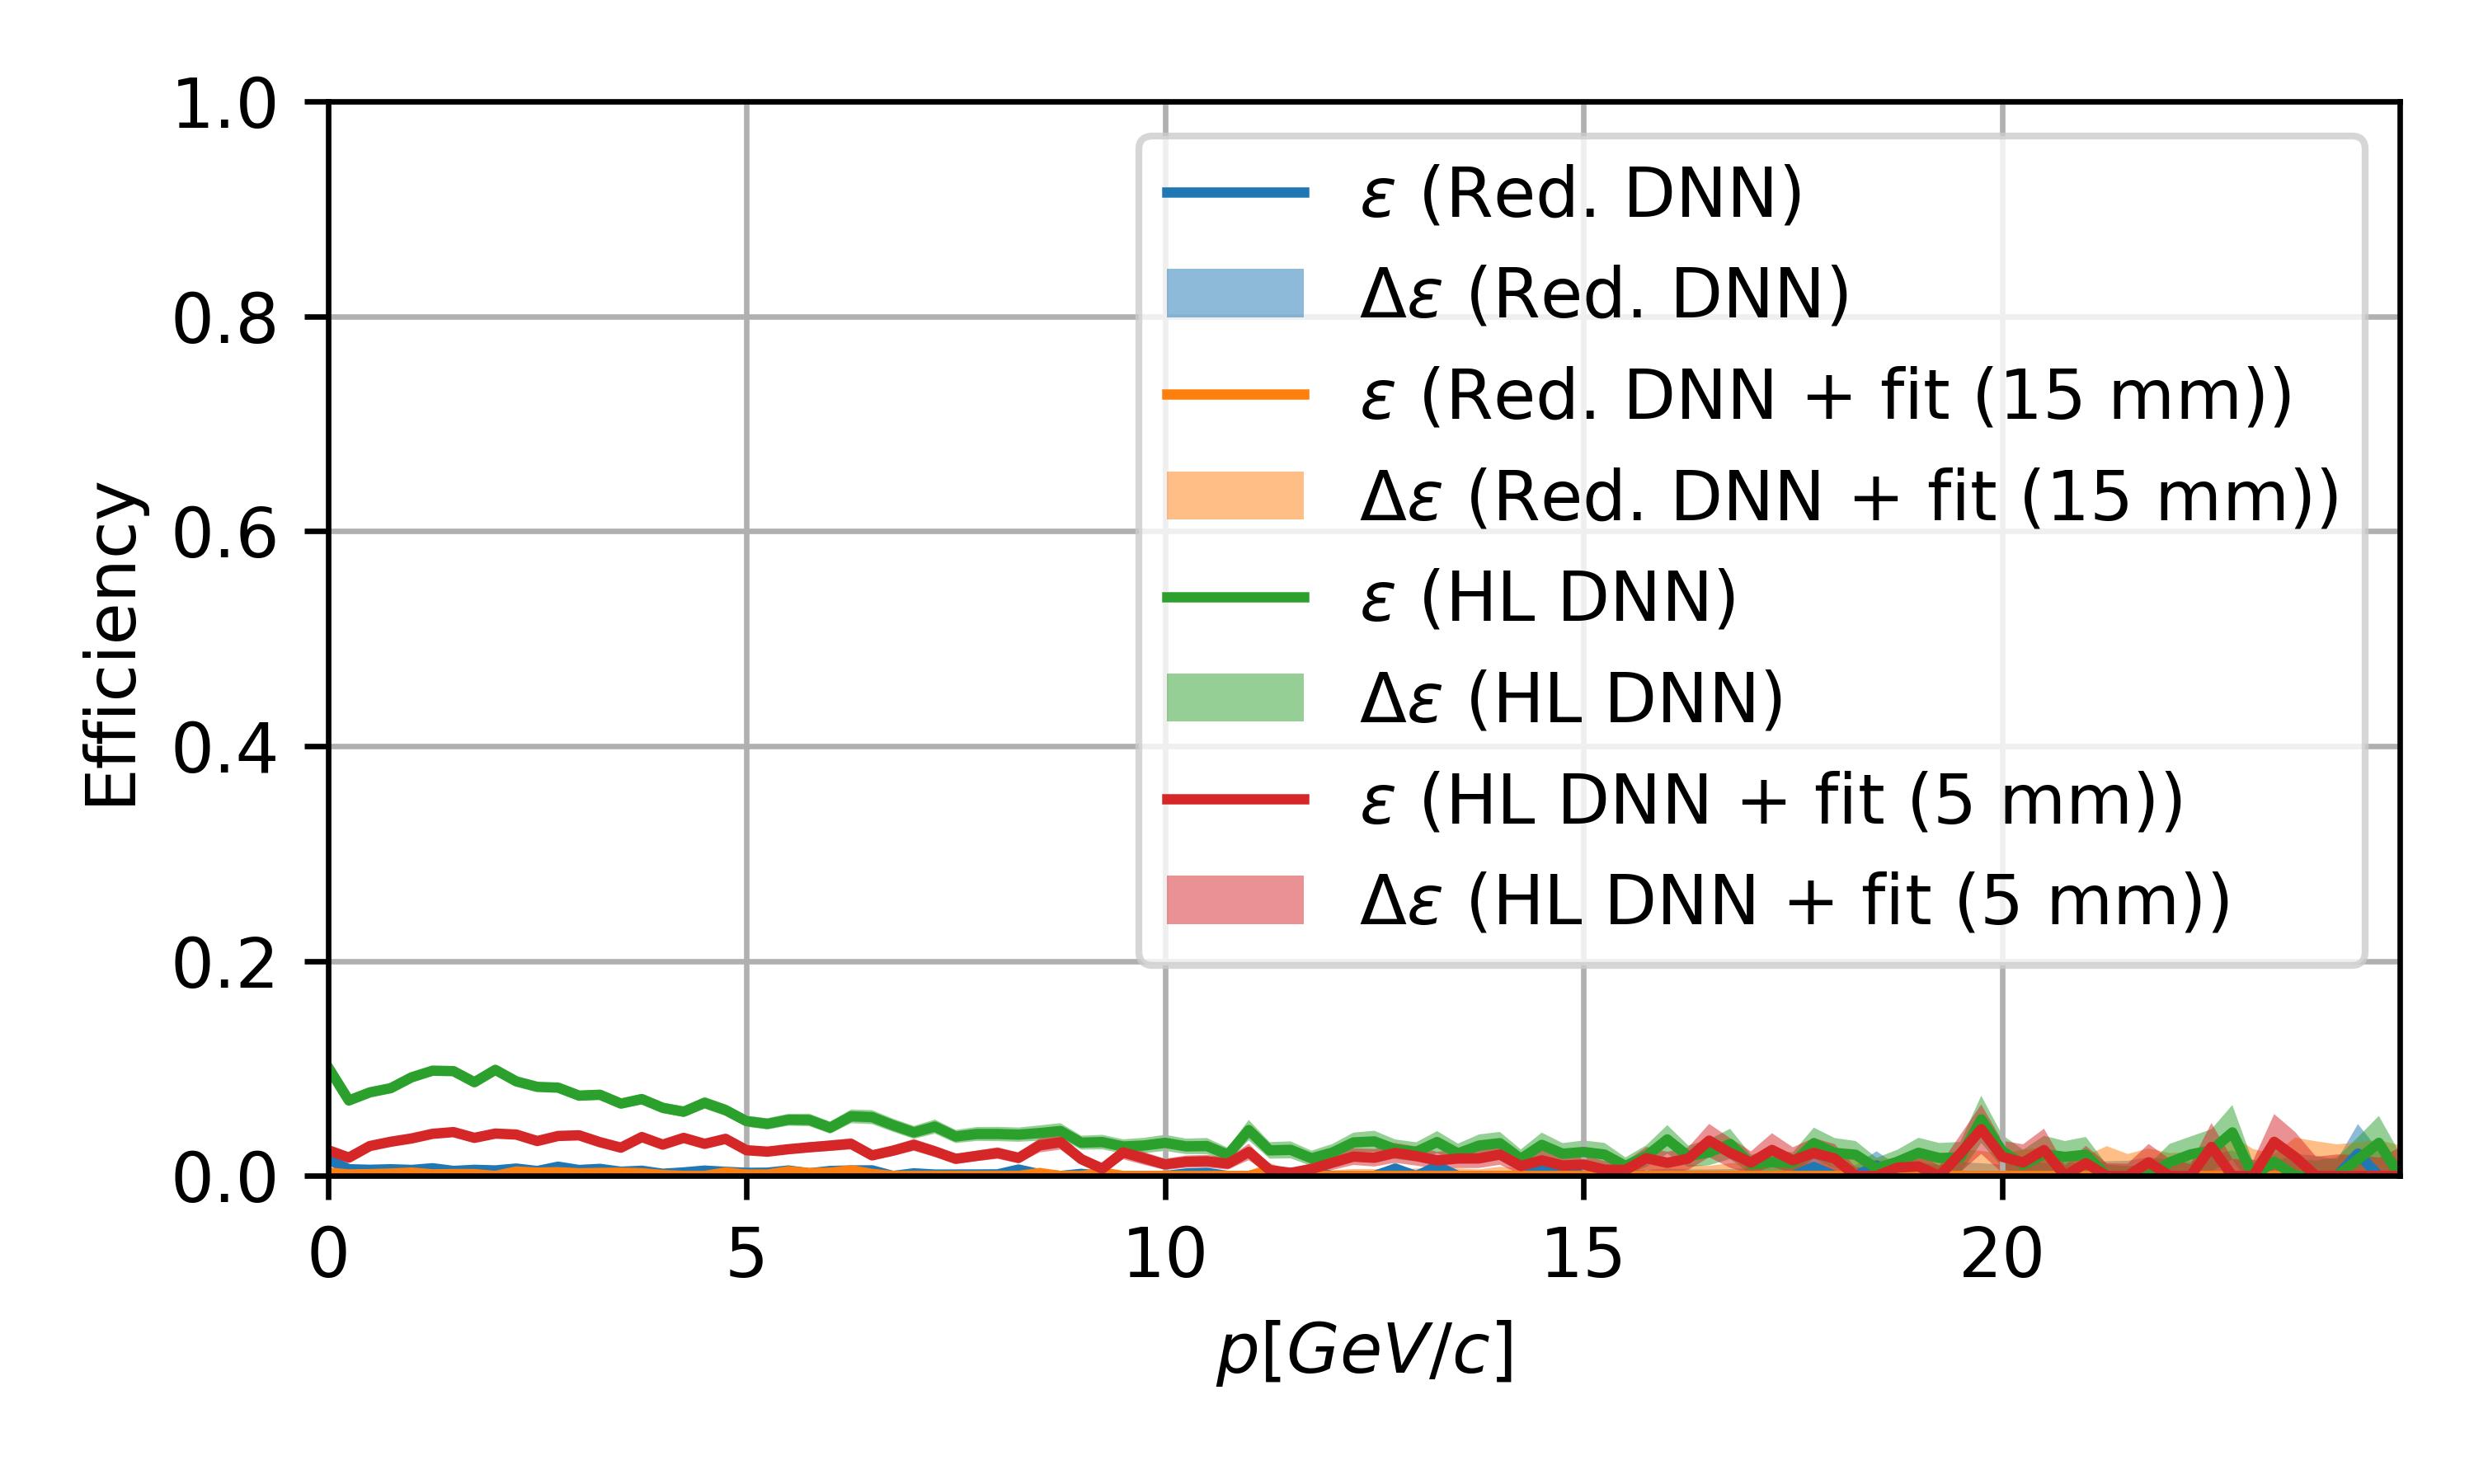 1.0
0.8
0.6
0.4
0.2
0.0
Efficiency
ε (Red. DNN)
Δε (Red. DNN)
ε (Red. DNN + fit (15 mm))
Δε (Red. DNN + fit (15 mm))
ε (HL DNN)
Δε (HL DNN)
ε (HL DNN + fit (5 mm))
Δε (HL DNN + fit (5 mm))
0 5 10 15 20
p[GeV/c]